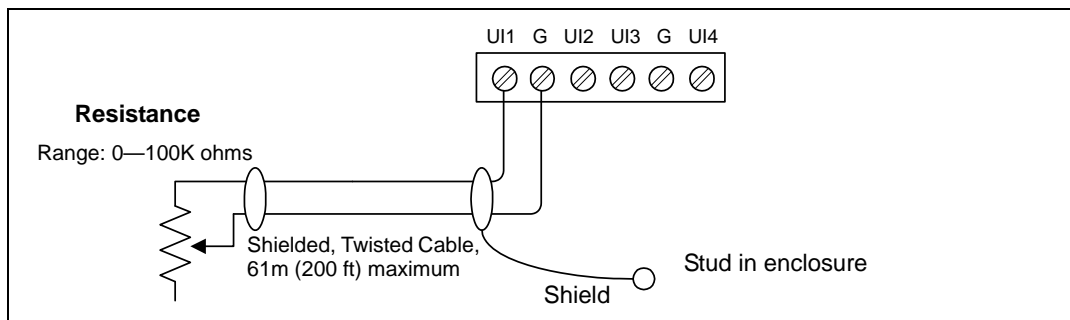 UI1 G UI2 UI3 G UI4
Resistance
Range: 0—100K ohms
Shielded, Twisted Cable,
61m (200 ft) maximum
Stud in enclosure
Shield